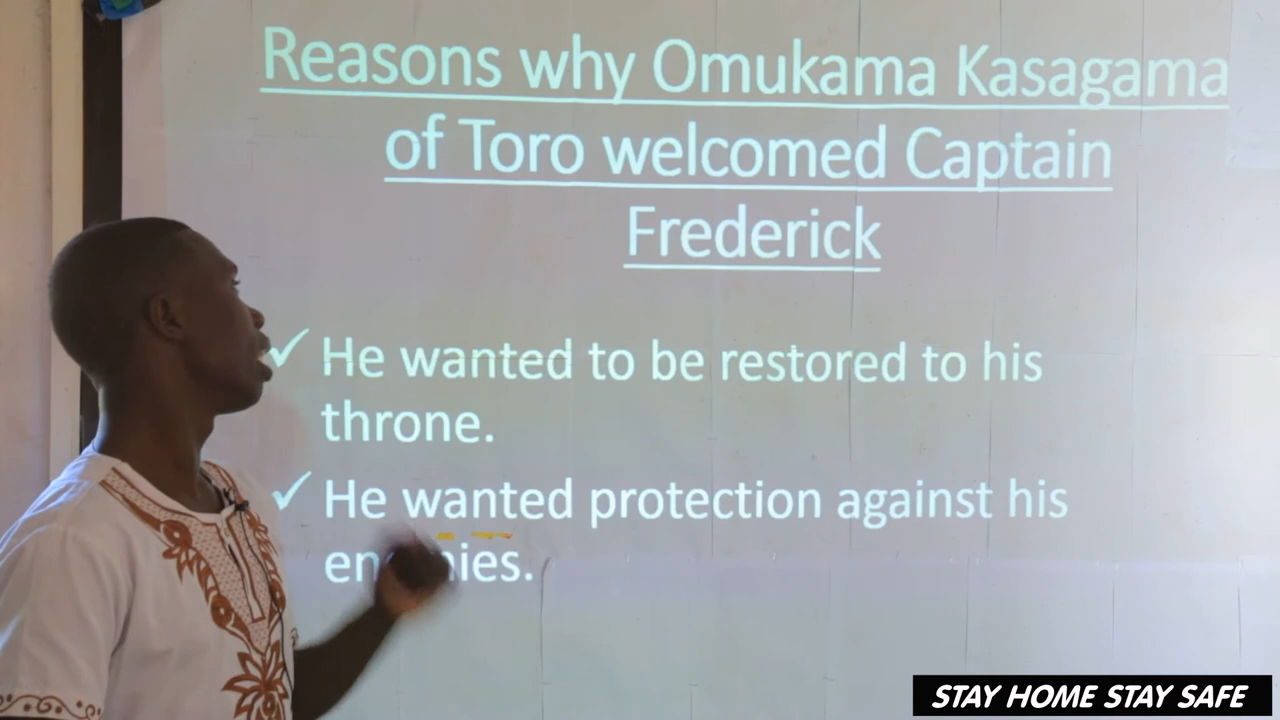 Reasons why Omukama Kasagama
of Toro welcomed Captain
Frederick
✓ He wanted to be restored to his
throne.
✓ He wanted protection against his
enemies.
STAY HOME STAY SAFE